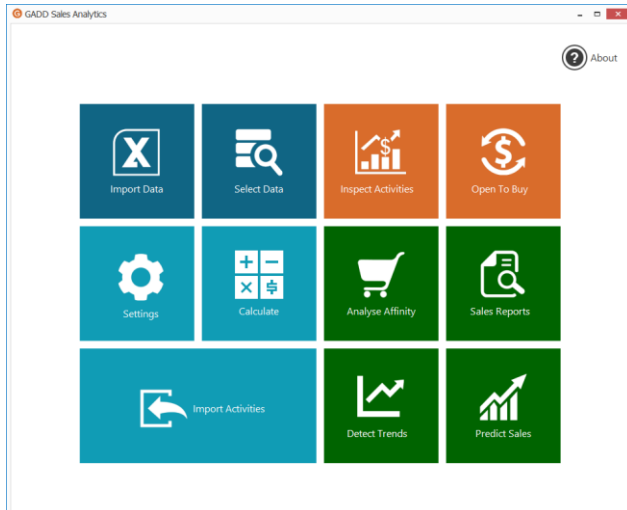 GADD Sales Analytics
About
Import Data
Select Data
Inspect Activities
Open To Buy
Settings
Calculate
Analyse Affinity
Sales Reports
Import Activities
Detect Trends
Predict Sales